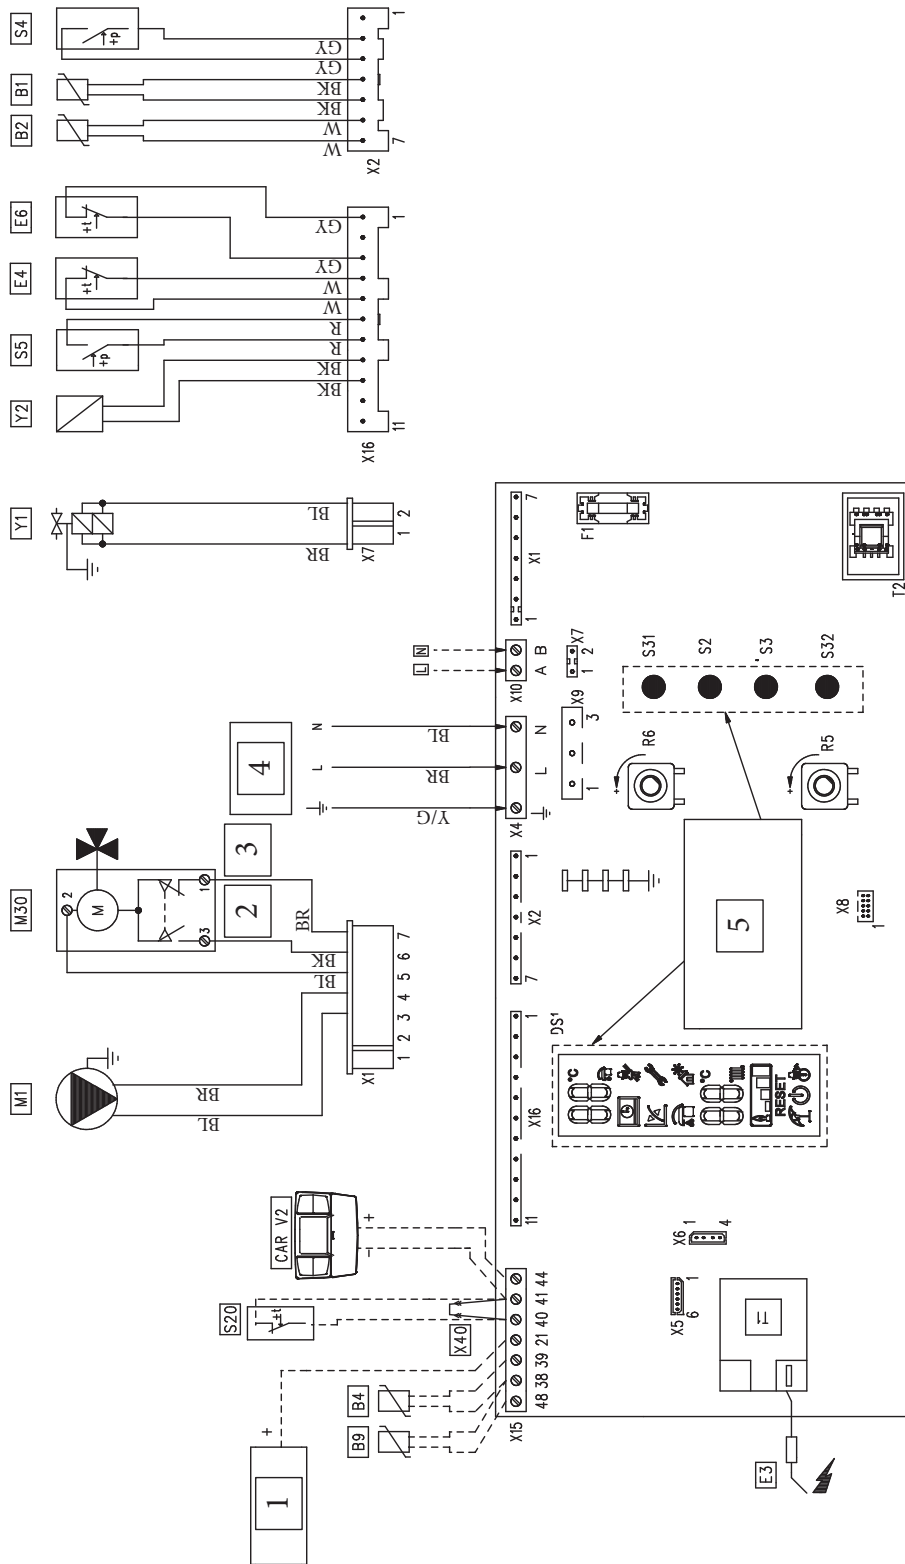 S4
B1
B2
+p
GY
GY
BK
BK
W
W
1
7
X2
E6
E4
S5
Y2
+t
+t
+p
GY
GY
W
W
R
R
BK
BK
1
11
X16
Y1
BL
BR
2
1
X7
N
L
4
N
L
BL
BR
Y/G
M30
2
M
1
3
3
2
BR
BK
BL
7
6
5
4
3
2
1
X1
M1
BR
BL
CAR V2
+
-
S20
±t
X40
B4
B9
1
+
44
41
40
21
39
38
48
X15
11
X16
1
7
X2
1
X4
L
N
X10
A
B
1
X1
7
X7
1
2
X9
1
3
F1
T2
S31
S2
S3
S32
R6
+
R5
+
5
X8
1
DS1
°C
°C
RESET
X6
1
4
X5
1
6
T1
E3